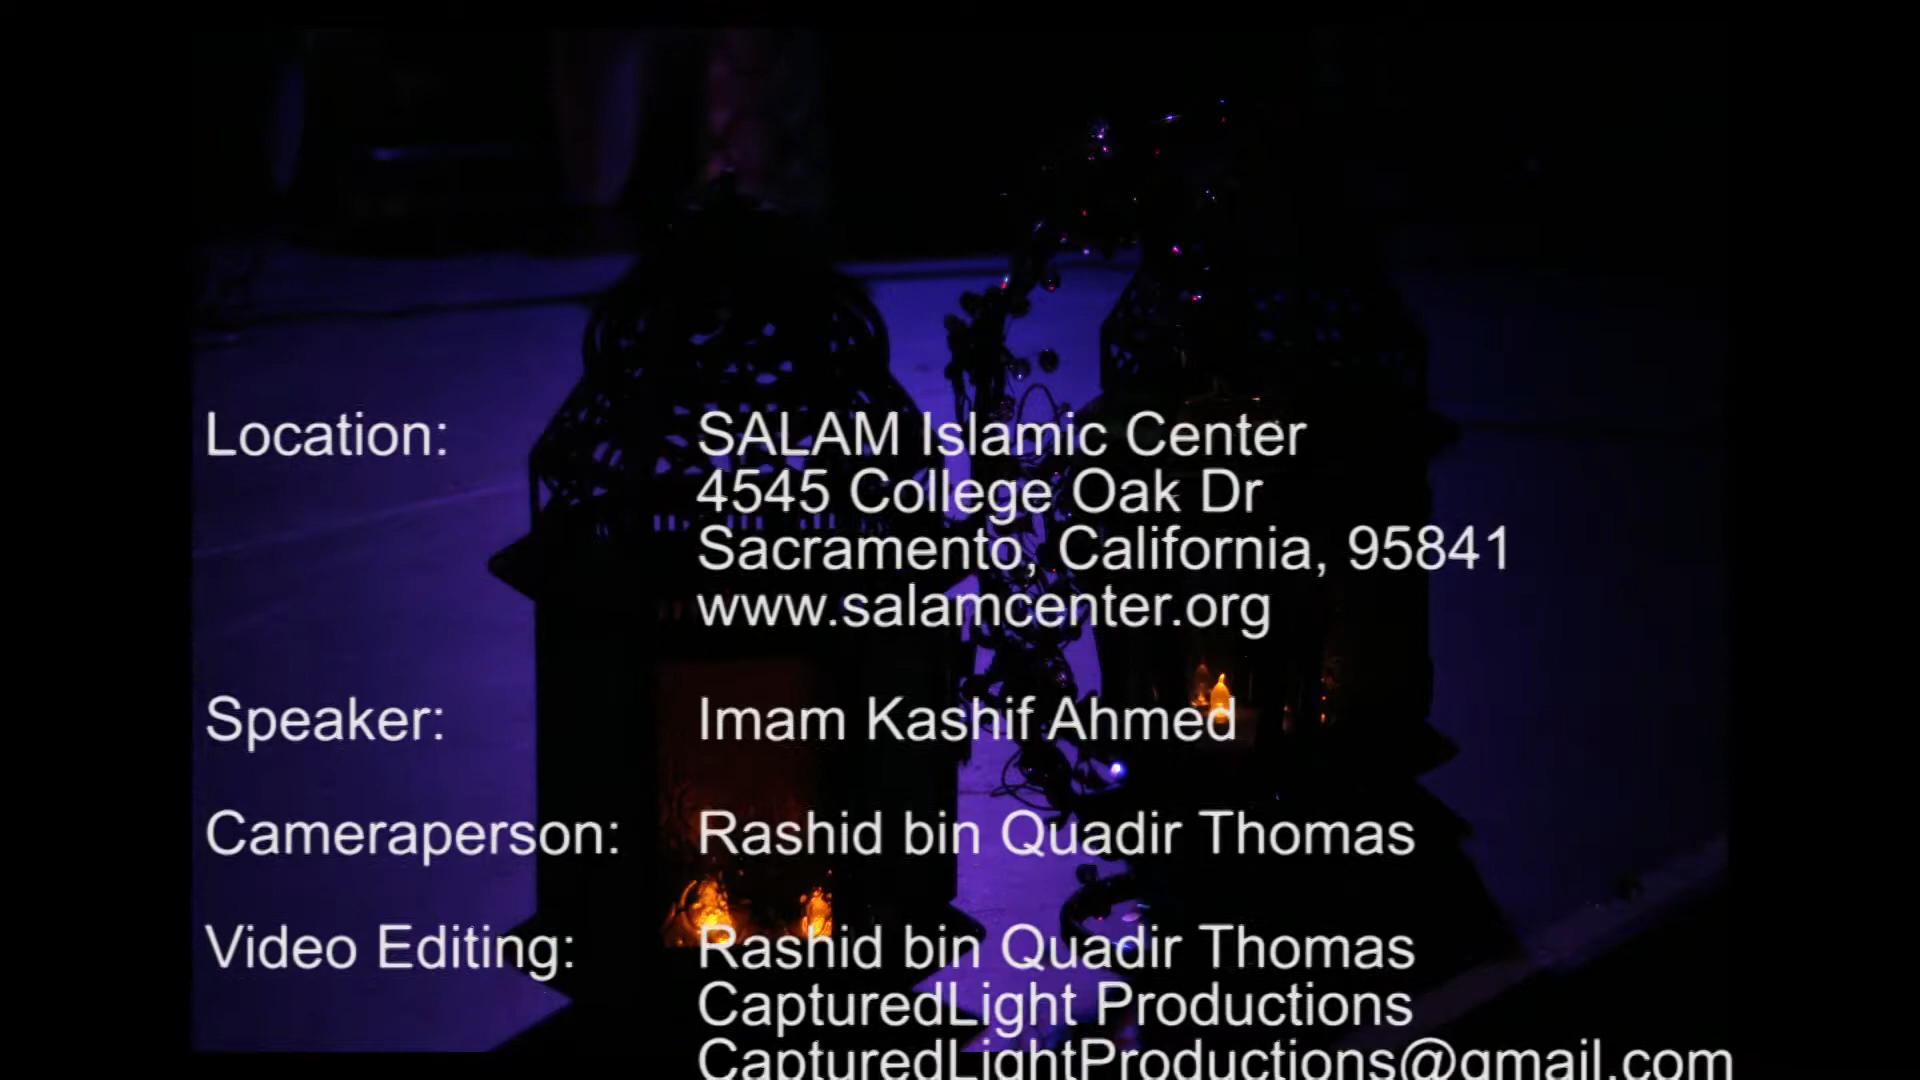 Location: SALAM Islamic Center
4545 College Oak Dr
Sacramento, California, 95841
www.salamcenter.org
Speaker: Imam Kashif Ahmed
Cameraperson: Rashid bin Quadir Thomas
Video Editing: Rashid bin Quadir Thomas
CapturedLight Productions
CapturedLightProductions@gmail.com